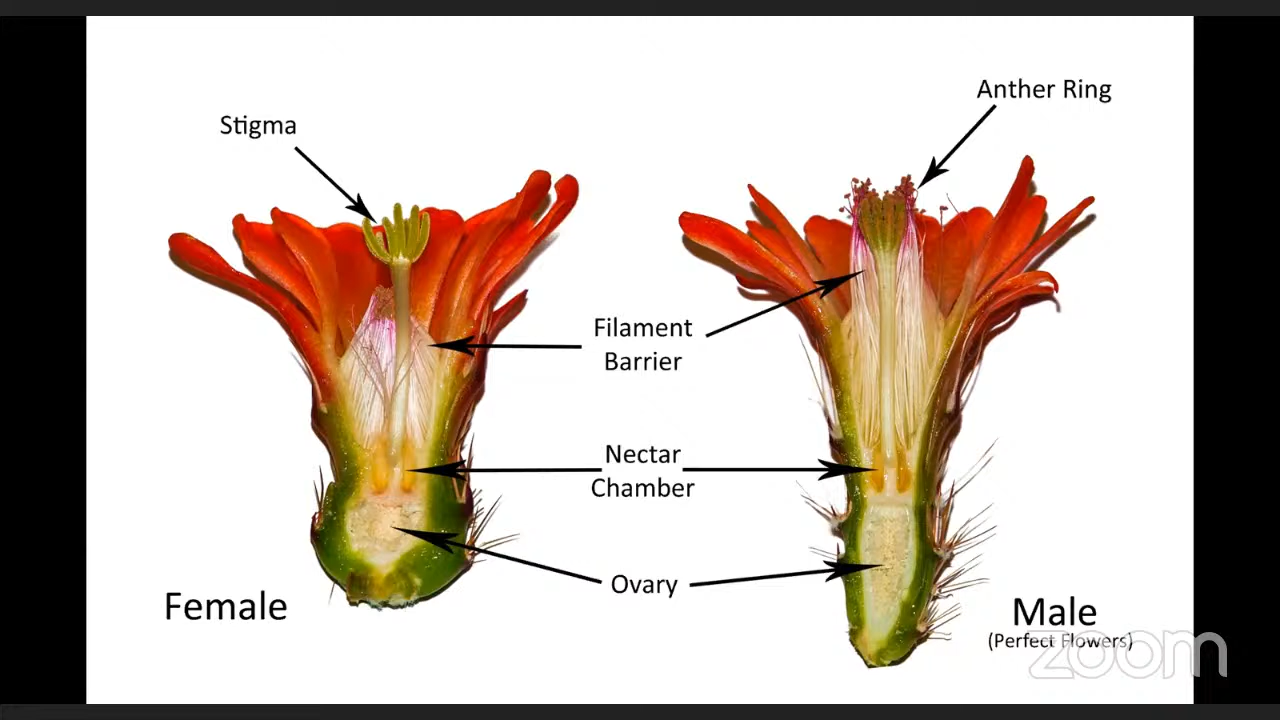 Anther Ring
Stigma
Filament
Barrier
Nectar
Chamber
Ovary
Female
Male
(Perfect Flowers)
zoom